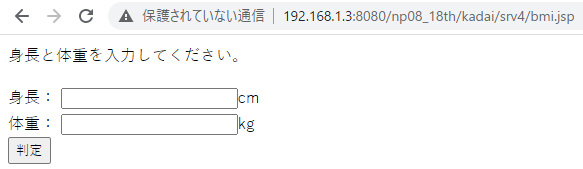 保護されていない通信 192.168.1.3:8080/np08_18th/kadai/srv4/bmi.jsp
身長と体重を入力してください。
身長： cm
体重： kg
判定